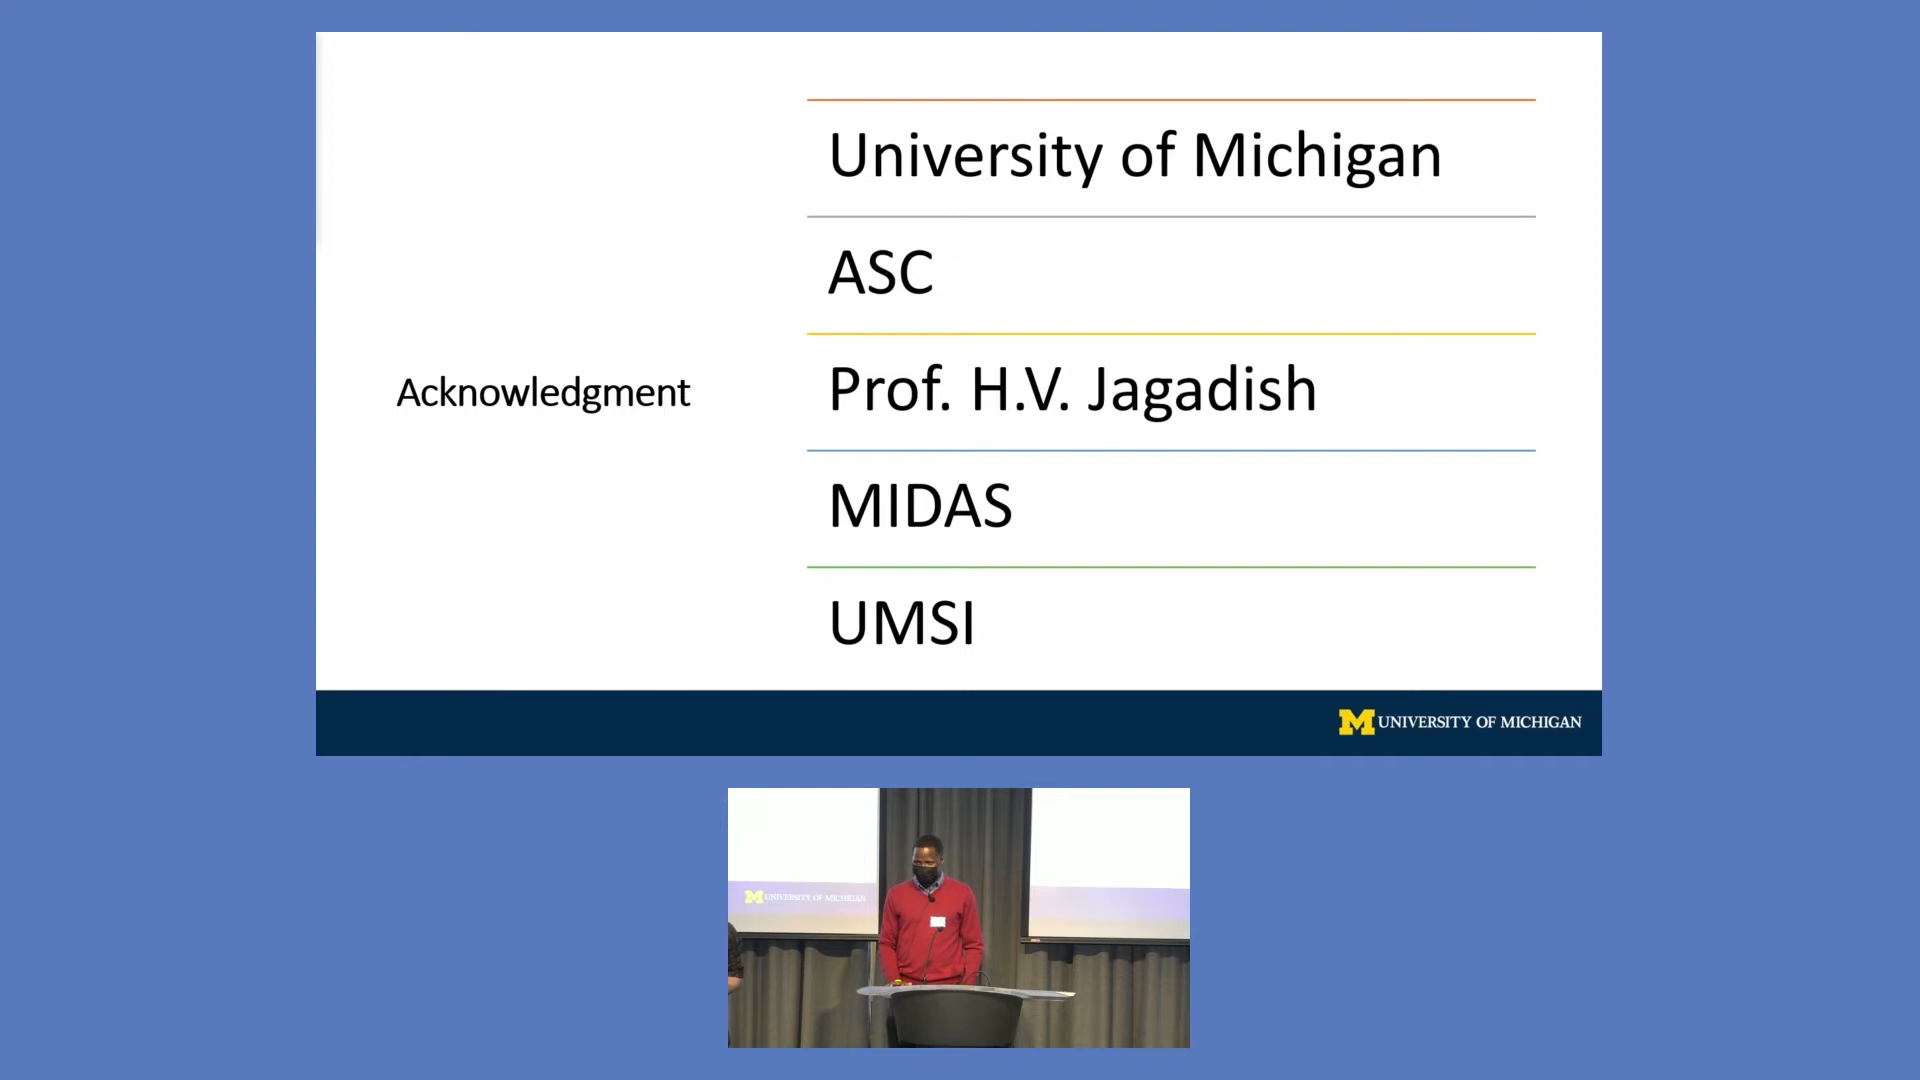 Acknowledgment
University of Michigan
ASC
Prof. H.V. Jagadish
MIDAS
UMSI
M UNIVERSITY OF MICHIGAN
M UNIVERSITY OF MICHIGAN